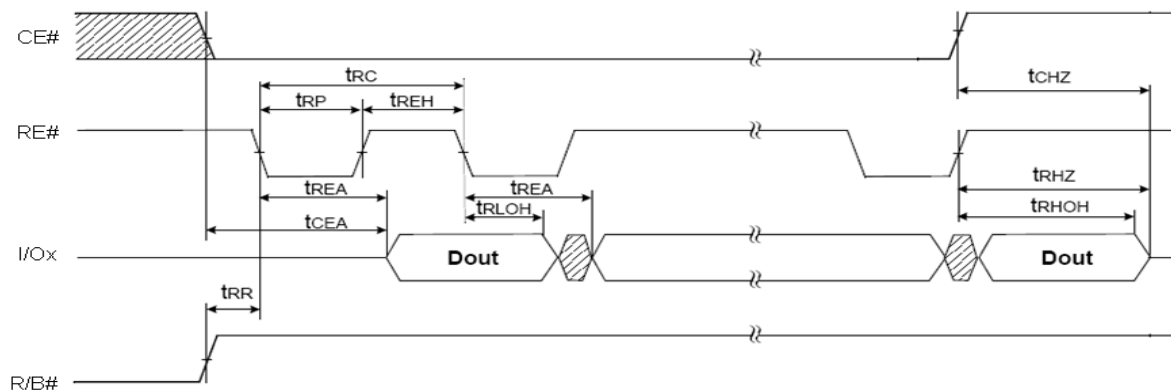 CE#
tRC
tCHZ
tRP
tREH
RE#
tREA
tREA
tRHZ
tRLOH
tRHOH
tCEA
I/Ox
Dout
Dout
tRR
R/B#